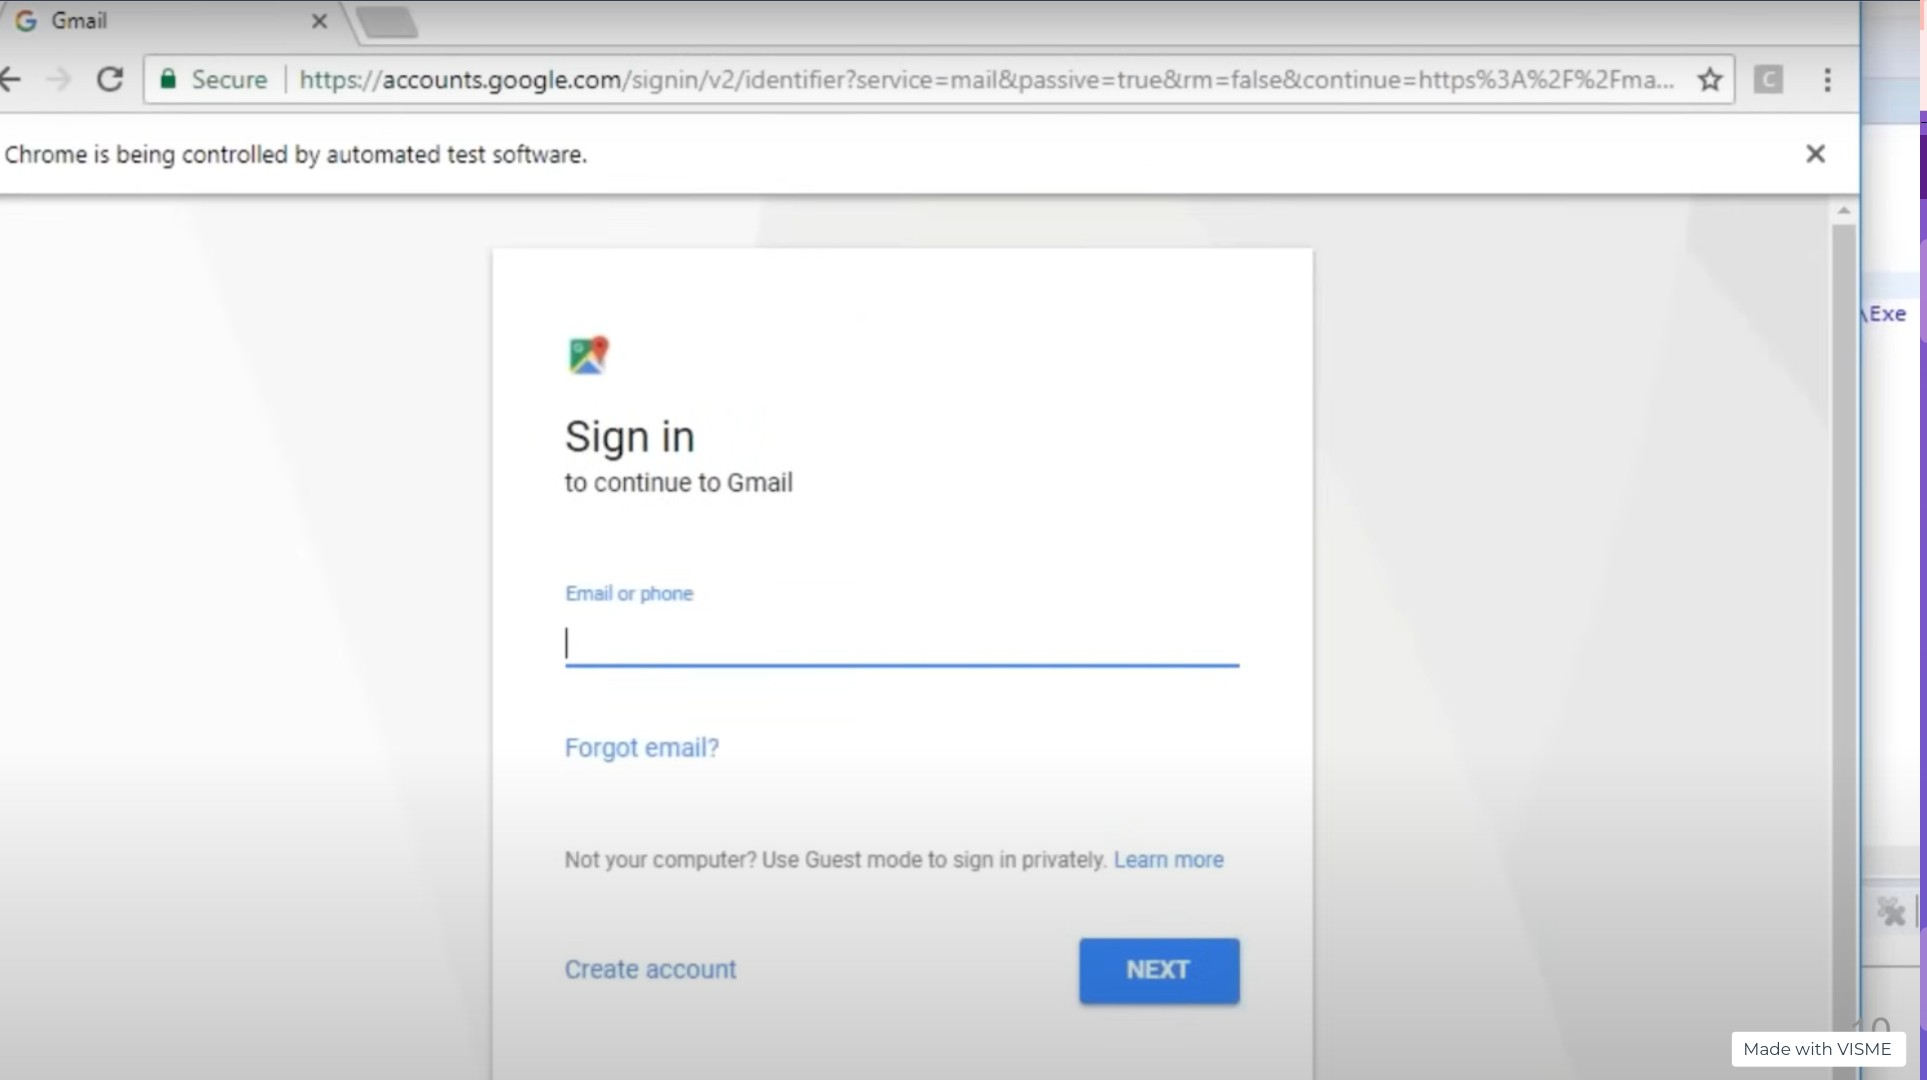 Gmail
Secure https://accounts.google.com/signin/v2/identifier?service=mail&passive=true&rm=false&continue=https%3A%2F%2Fma...
C
Chrome is being controlled by automated test software.
\Exe
Sign in
to continue to Gmail
Email or phone
Forgot email?
Not your computer? Use Guest mode to sign in privately. Learn more
Create account
NEXT
10
Made with VISME